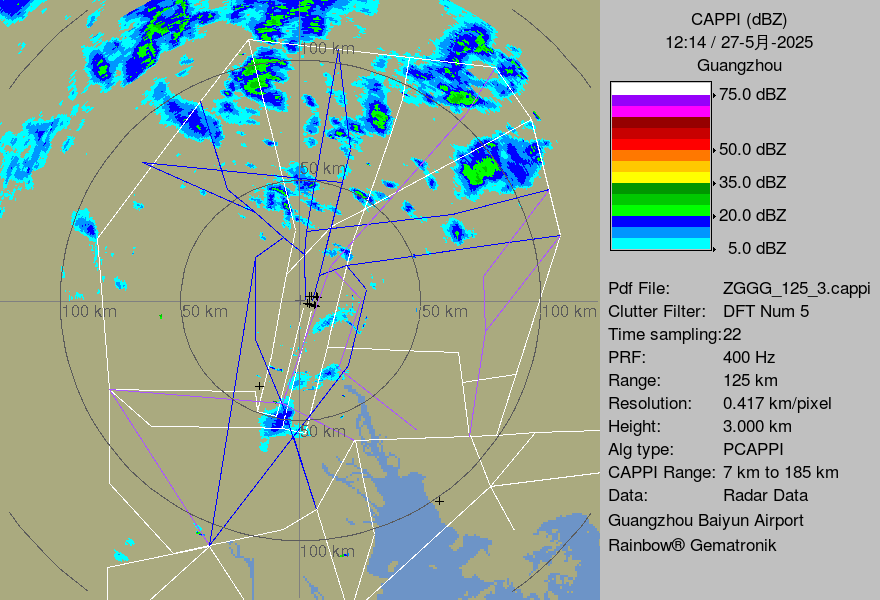 CAPPI (dBZ)
12:14 / 27-5月-2025
Guangzhou
75.0 dBZ
50.0 dBZ
35.0 dBZ
20.0 dBZ
5.0 dBZ
Pdf File: ZGGG_125_3.cappi
Clutter Filter: DFT Num 5
Time sampling:22
PRF: 400 Hz
Range: 125 km
Resolution: 0.417 km/pixel
Height: 3.000 km
Alg type: PCAPPI
CAPPI Range: 7 km to 185 km
Data: Radar Data
Guangzhou Baiyun Airport
Rainbow® Gematronik
100 km
50 km
100 km
50 km
50 km
100 km
50 km
100 km